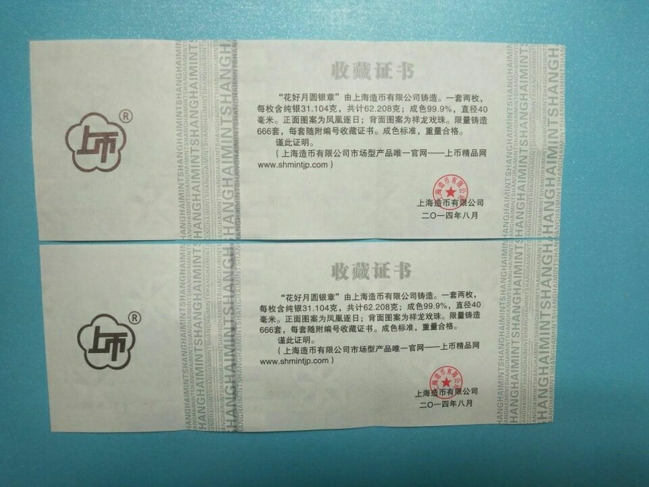 收藏证书
“花好月圆银章”由上海造币有限公司铸造。一套两枚，
每枚含纯银31.104克，共计62.208克；成色99.9%，直径40
毫米。正面图案为凤凰逐日；背面图案为祥龙戏珠。限量铸造
666套，每套随附编号收藏证书。成色标准，重量合格。
谨此证明。
（上海造币有限公司市场型产品唯一官网——上币精品网
www.shmintjp.com）
上海造币有限公司
二〇一四年八月
上币®
SHANGHAIMINT
收藏证书
“花好月圆银章”由上海造币有限公司铸造。一套两枚，
每枚含纯银31.104克，共计62.208克；成色99.9%，直径40
毫米。正面图案为凤凰逐日；背面图案为祥龙戏珠。限量铸造
666套，每套随附编号收藏证书。成色标准，重量合格。
谨此证明。
（上海造币有限公司市场型产品唯一官网——上币精品网
www.shmintjp.com）
上海造币有限公司
二〇一四年八月
上币®
SHANGHAIMINT